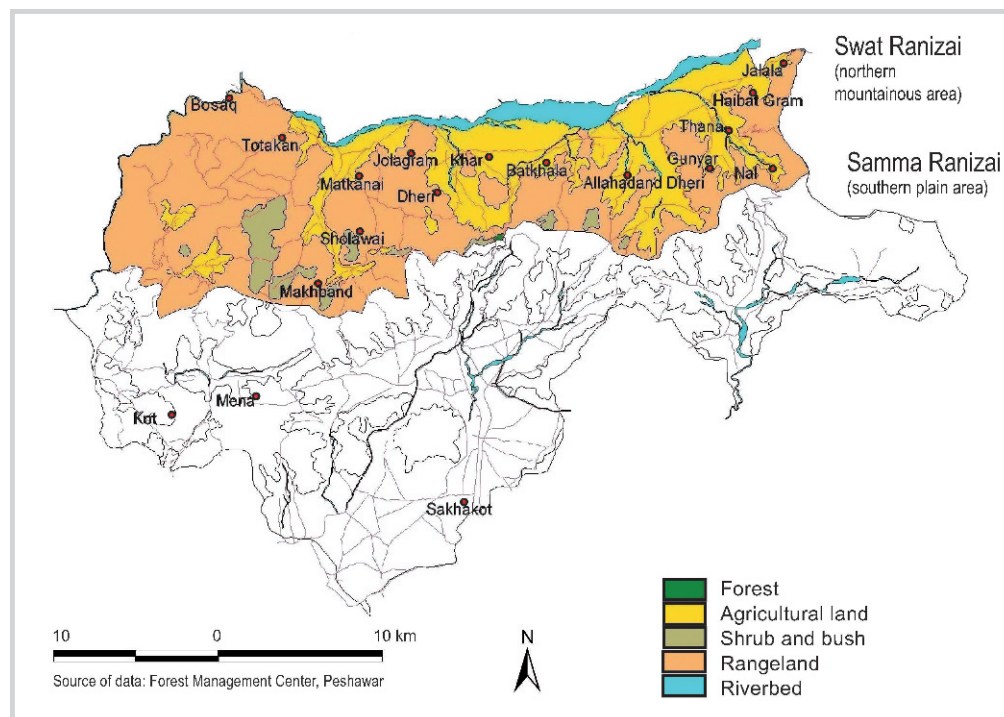 Swat Ranizai
(northern
mountainous area)
Jalala
Bosaq
Haibat Gram
Thana
Totakan
Jolagram
Khar
Batkhala
Gunyar
Samma Ranizai
(southern plain area)
Matkanai
Allahadand Dheri
Nal
Dheri
Sholawai
Makhband
Mena
Kot
Sakhakot
Forest
Agricultural land
Shrub and bush
Rangeland
Riverbed
10 0 10 km
N
Source of data: Forest Management Center, Peshawar